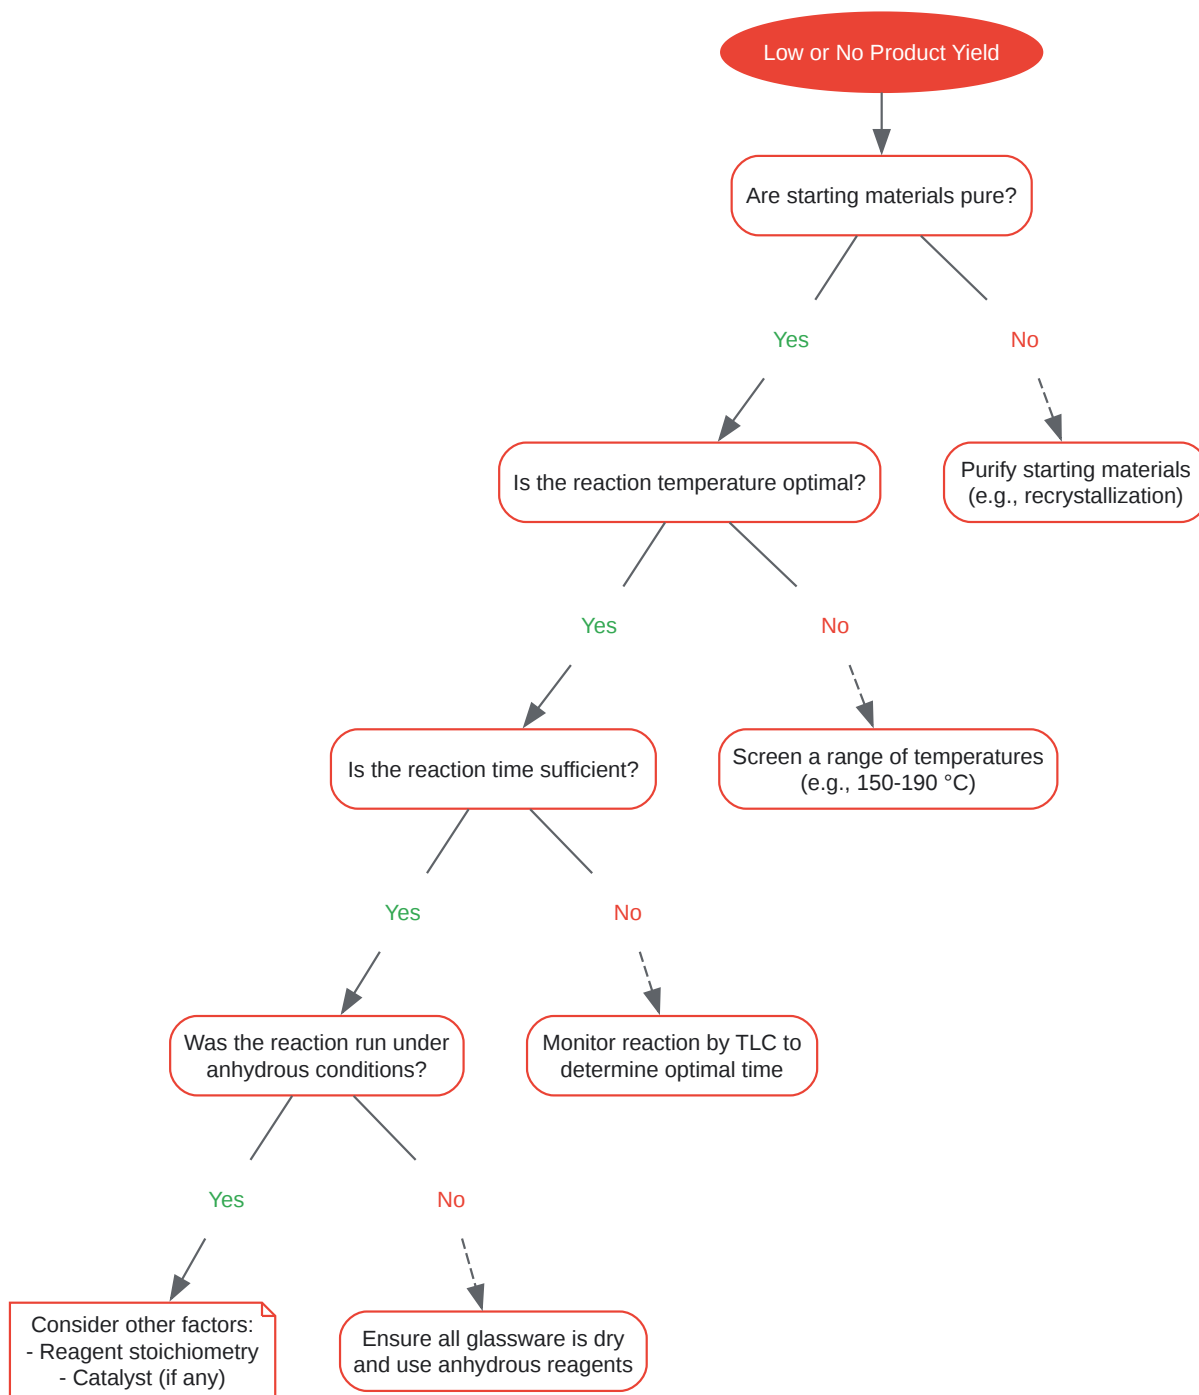 Low or No Product Yield
Are starting materials pure?
Yes
No
Is the reaction temperature optimal?
Purify starting materials
(e.g., recrystallization)
Yes
No
Is the reaction time sufficient?
Screen a range of temperatures
(e.g., 150-190 °C)
Yes
No
Was the reaction run under
anhydrous conditions?
Monitor reaction by TLC to
determine optimal time
Yes
No
Consider other factors:
- Reagent stoichiometry
- Catalyst (if any)
Ensure all glassware is dry
and use anhydrous reagents